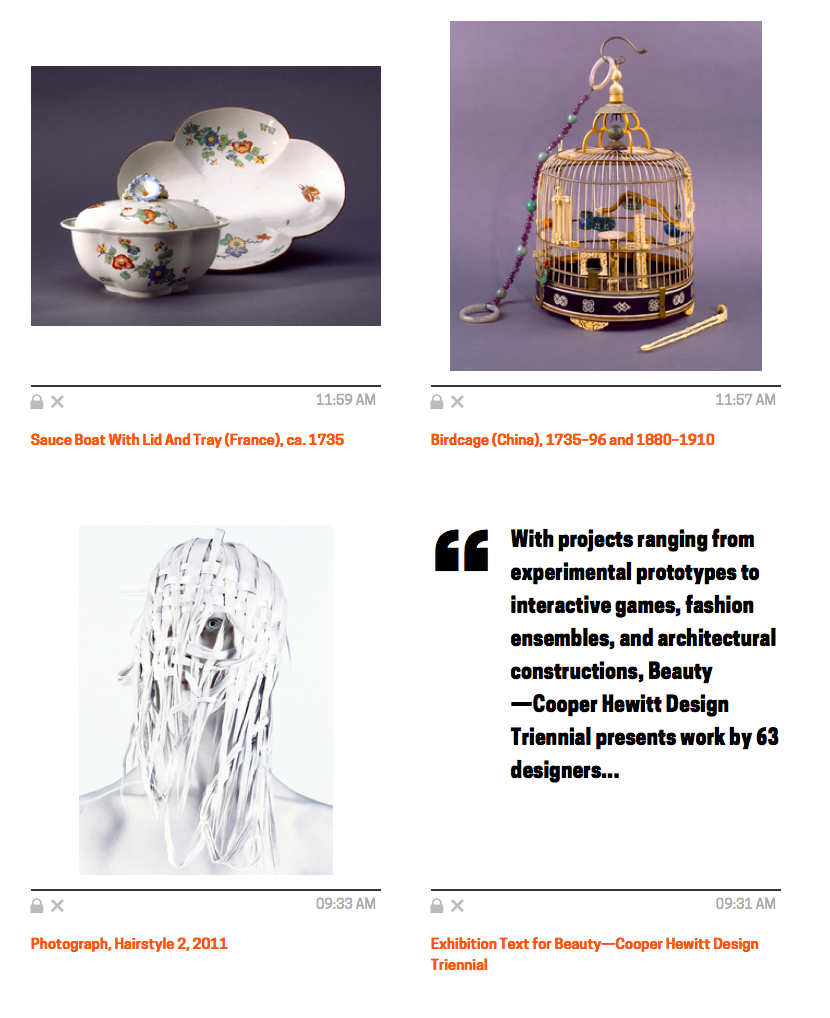 11:59 AM
Sauce Boat With Lid And Tray (France), ca. 1735
11:57 AM
Birdcage (China), 1735–96 and 1880–1910
09:33 AM
Photograph, Hairstyle 2, 2011
“
With projects ranging from
experimental prototypes to
interactive games, fashion
ensembles, and architectural
constructions, Beauty
—Cooper Hewitt Design
Triennial presents work by 63
designers...
09:31 AM
Exhibition Text for Beauty—Cooper Hewitt Design
Triennial